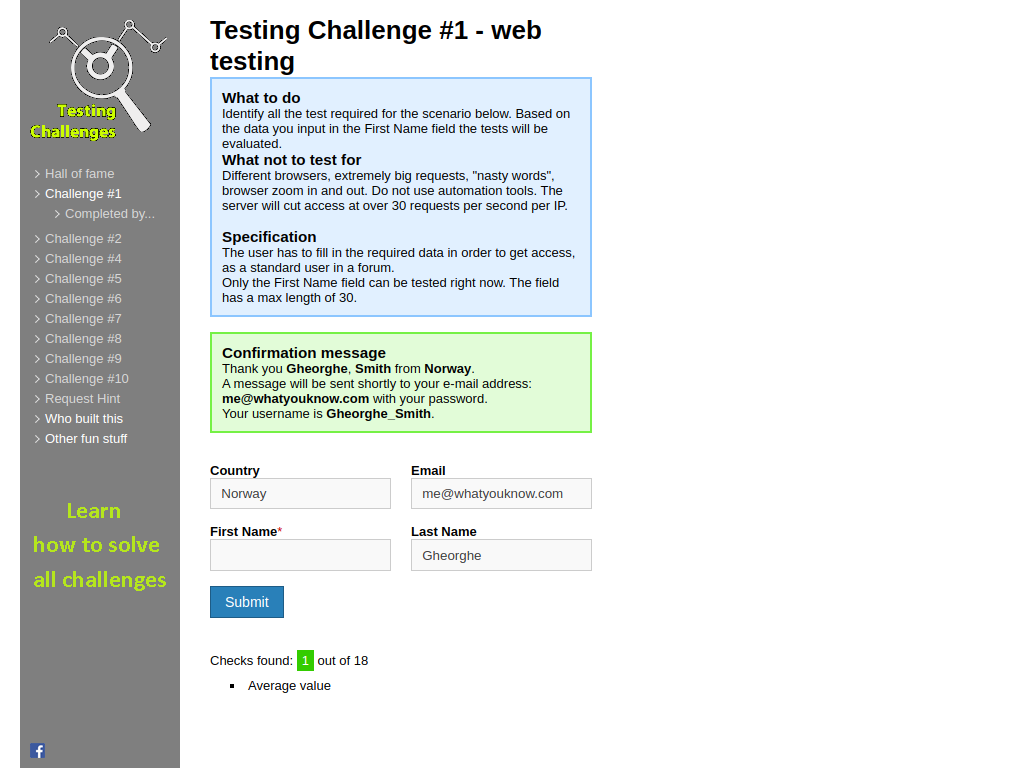 Testing
Challenges
Hall of fame
Challenge #1
Completed by...
Challenge #2
Challenge #4
Challenge #5
Challenge #6
Challenge #7
Challenge #8
Challenge #9
Challenge #10
Request Hint
Who built this
Other fun stuff
Learn
how to solve
all challenges
f
Testing Challenge #1 - web
testing
What to do
Identify all the test required for the scenario below. Based on
the data you input in the First Name field the tests will be
evaluated.
What not to test for
Different browsers, extremely big requests, "nasty words",
browser zoom in and out. Do not use automation tools. The
server will cut access at over 30 requests per second per IP.
Specification
The user has to fill in the required data in order to get access,
as a standard user in a forum.
Only the First Name field can be tested right now. The field
has a max length of 30.
Confirmation message
Thank you Gheorghe, Smith from Norway.
A message will be sent shortly to your e-mail address:
me@whatyouknow.com with your password.
Your username is Gheorghe_Smith.
Country
Email
Norway
me@whatyouknow.com
First Name*
Last Name
Gheorghe
Submit
Checks found: 1 out of 18
Average value